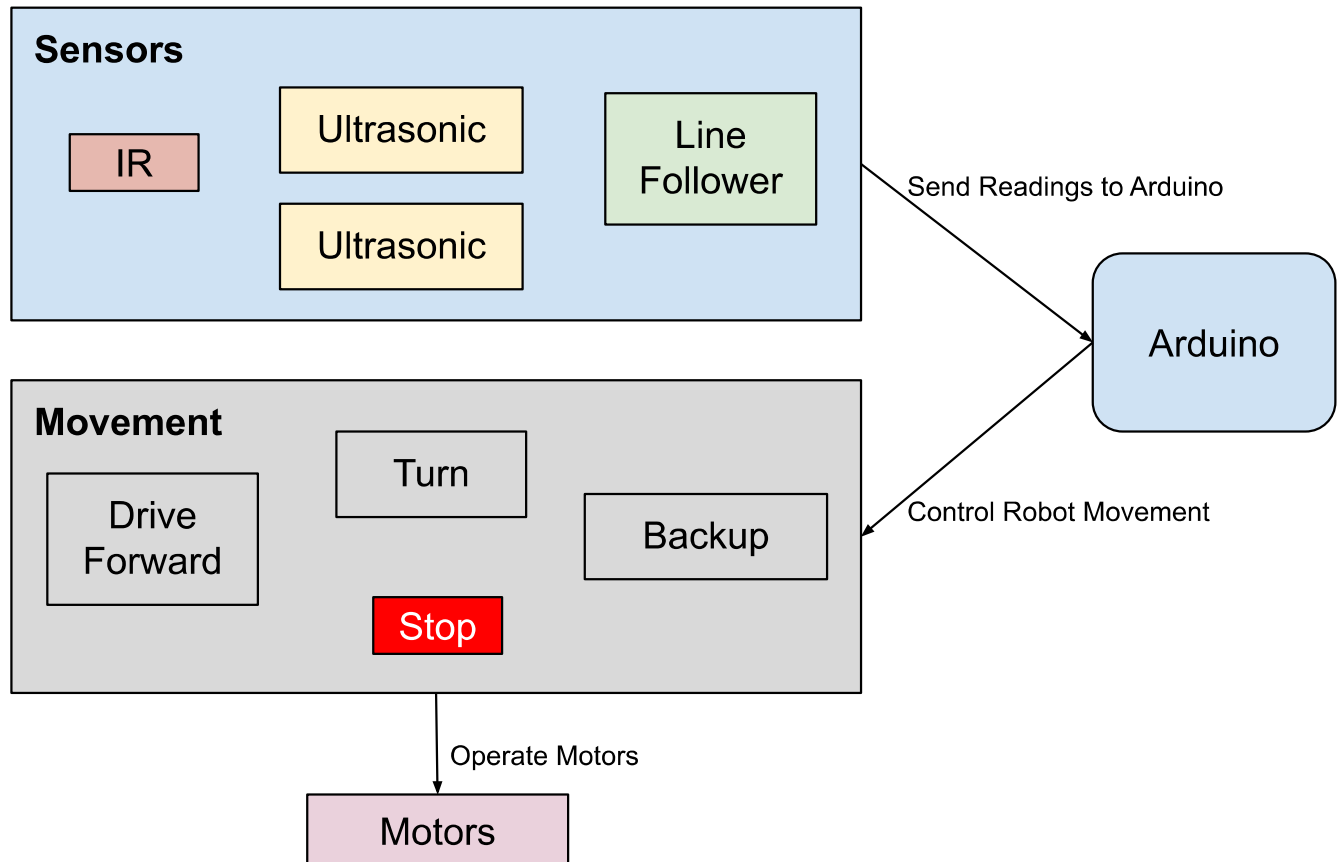 Sensors
IR
Ultrasonic
Ultrasonic
Line
Follower
Send Readings to Arduino
Arduino
Movement
Drive
Forward
Turn
Backup
Stop
Control Robot Movement
Operate Motors
Motors